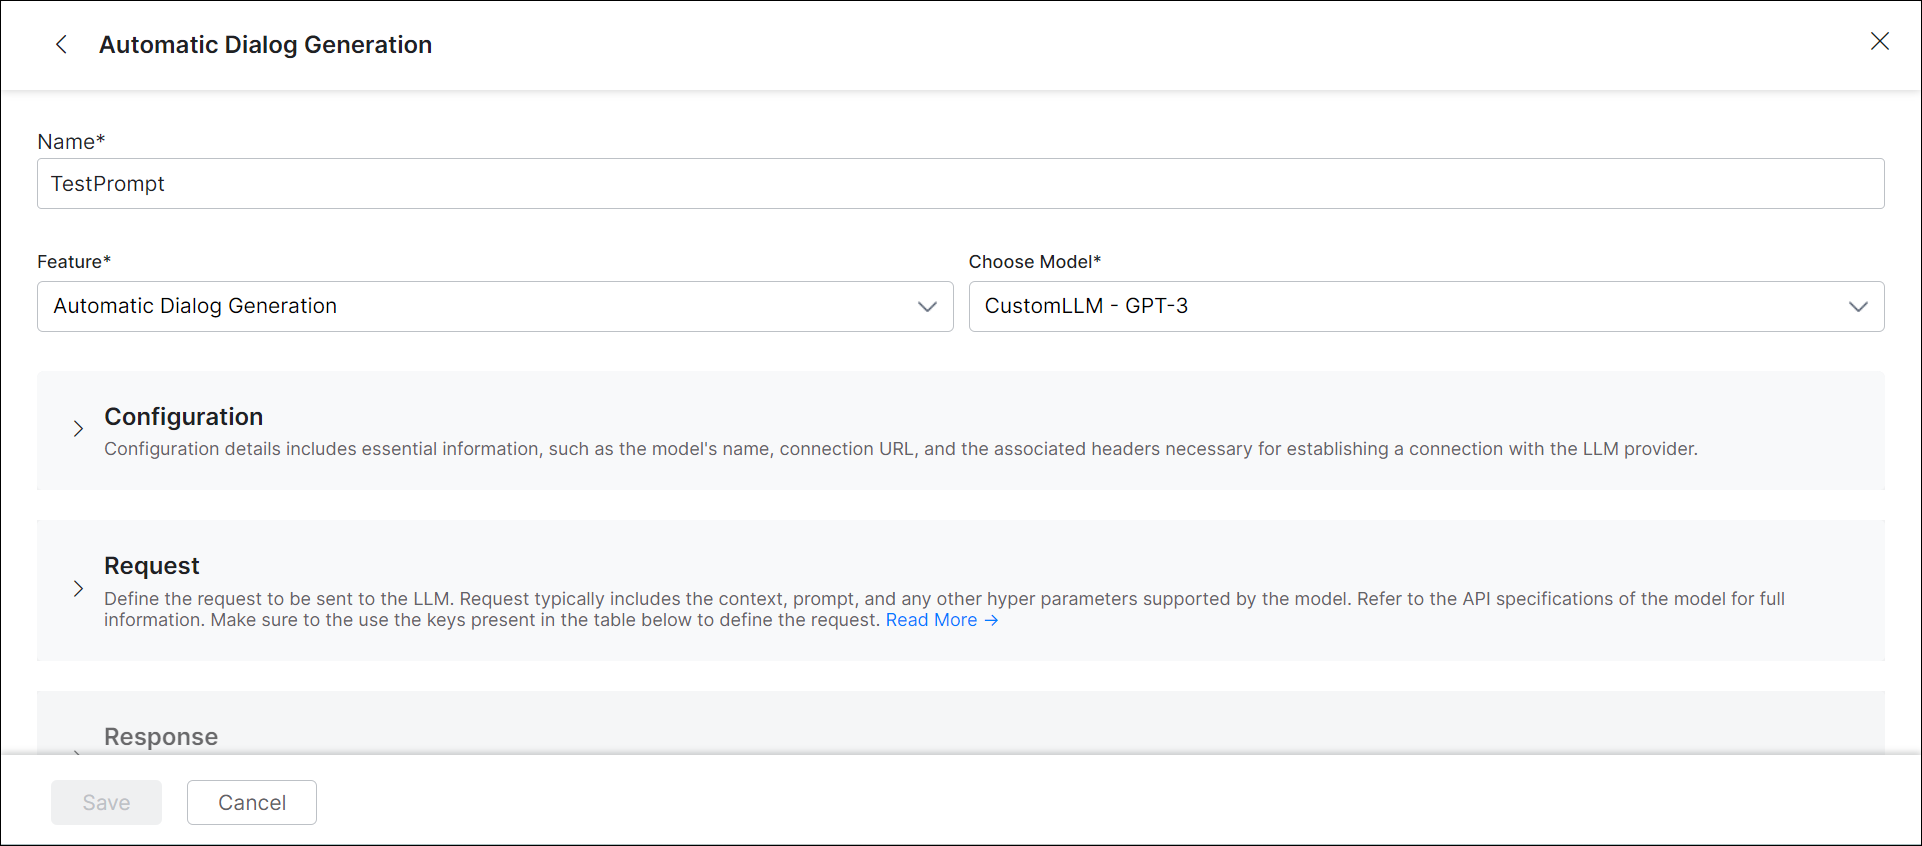 Automatic Dialog Generation
Name*
TestPrompt
Feature*
Choose Model*
Automatic Dialog Generation
CustomLLM - GPT-3
Configuration
Configuration details includes essential information, such as the model's name, connection URL, and the associated headers necessary for establishing a connection with the LLM provider.
Request
Define the request to be sent to the LLM. Request typically includes the context, prompt, and any other hyper parameters supported by the model. Refer to the API specifications of the model for full
information. Make sure to the use the keys present in the table below to define the request. Read More →
Response
Save
Cancel